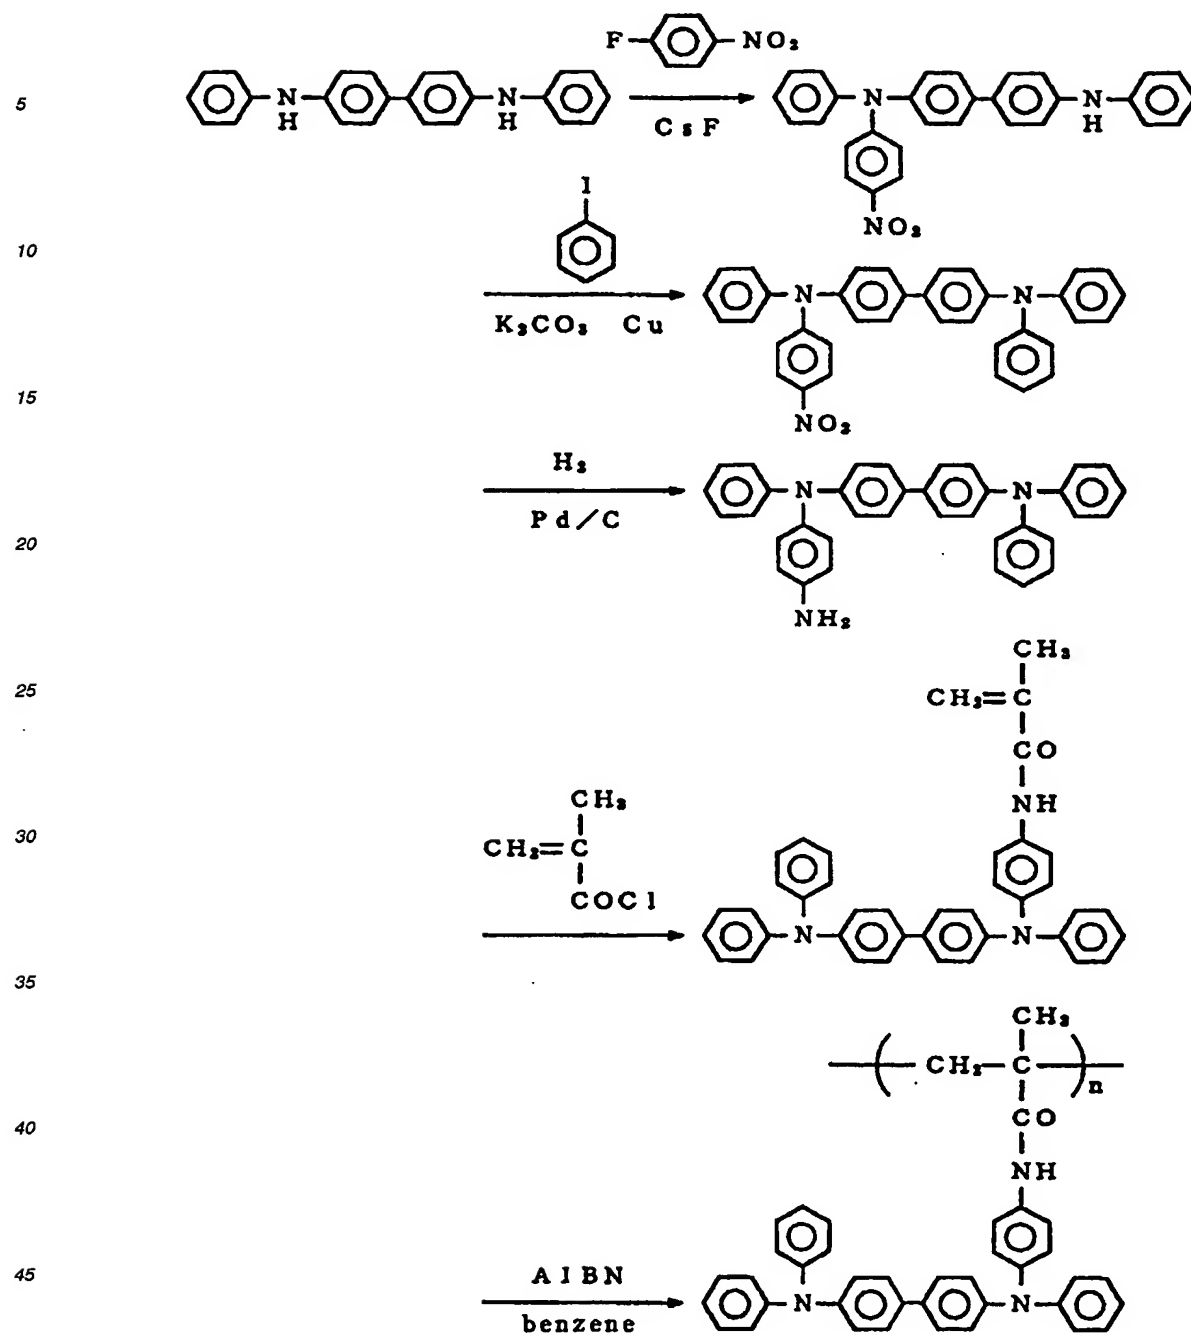 F NO₂
5
N H N H
CsF
N N H
NO₂
I
10
K₂CO₃ Cu
N N
15
NO₂
H₂
N N
Pd/C
20
NH₂
CH₃
25
CH₂=C
CO
CH₃
NH
30
CH₂=C
COCl
N N
35
CH₃
CH₂ C n
40
CO
NH
45
AIBN
N N
benzene